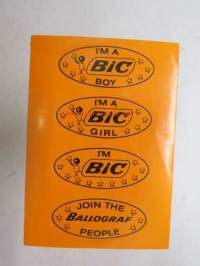 I'M A
BiC
BOY
I'M A
BiC
GIRL
I'M
BiC
JOIN THE
BALLOGRAF
PEOPLE